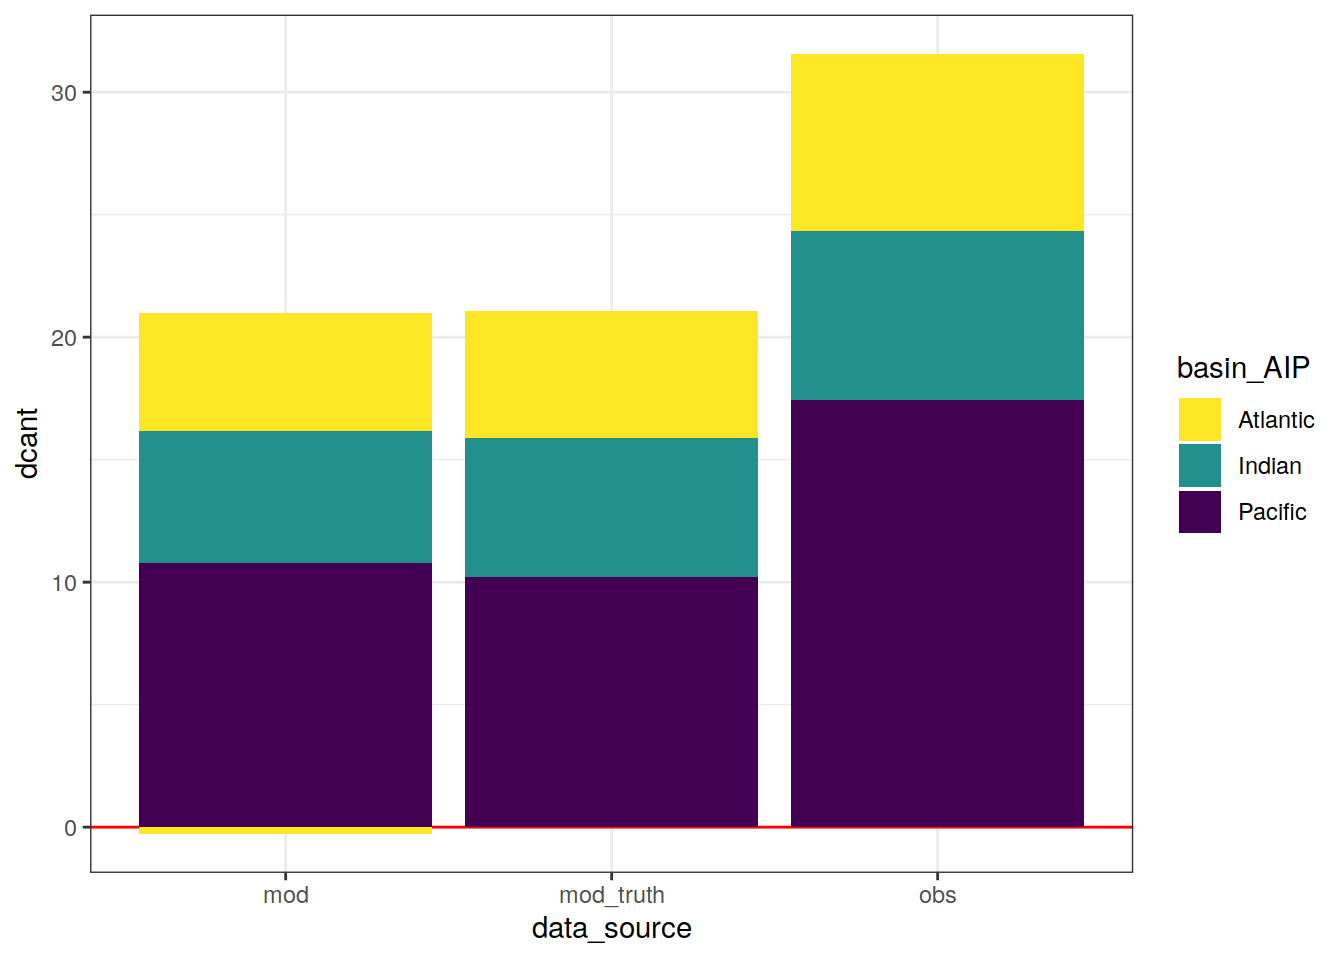 30
20
10
0
dcant
mod
mod_truth
obs
data_source
basin_AIP
Atlantic
Indian
Pacific